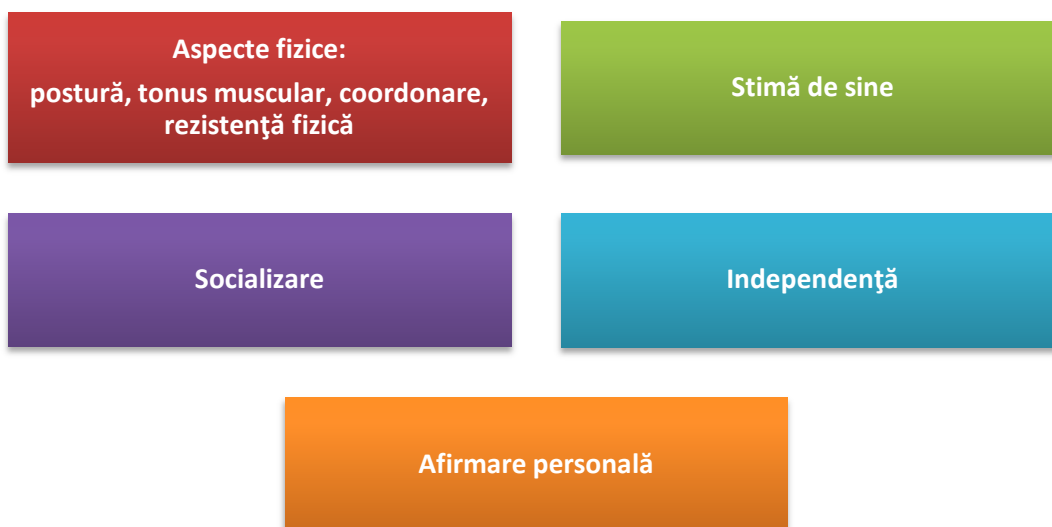 Aspecte fizice:
postură, tonus muscular, coordonare,
rezistenţă fizică
Stimă de sine
Socializare
Independenţă
Afirmare personală